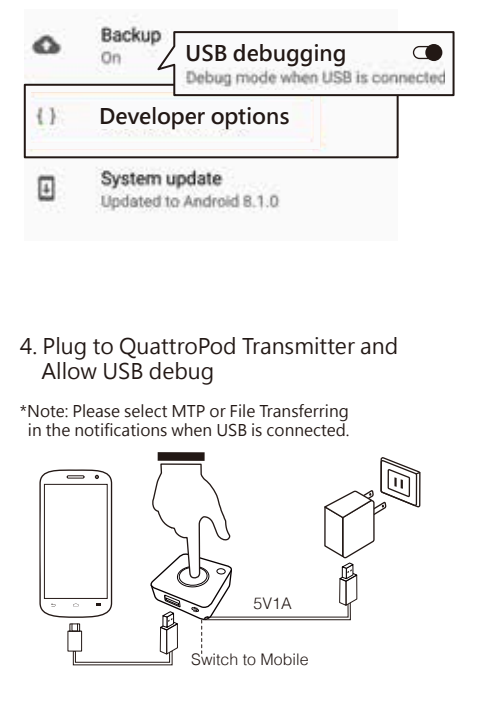 Backup
On
USB debugging
Debug mode when USB is connected
{ } Developer options
System update
Updated to Android 8.1.0
4. Plug to QuattroPod Transmitter and
Allow USB debug
*Note: Please select MTP or File Transferring
in the notifications when USB is connected.
5V1A
Switch to Mobile